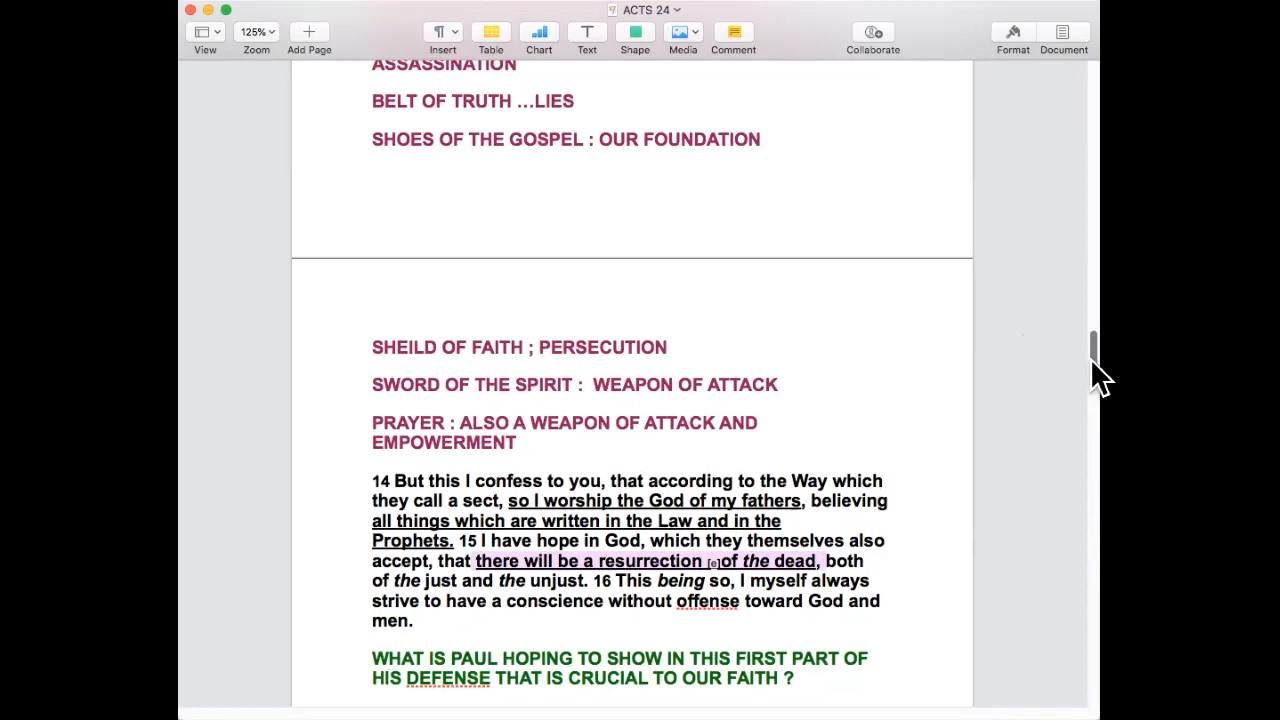 ACTS 24
125%
View
Zoom
Add Page
Insert
Table
Chart
Text
Shape
Media
Comment
Collaborate
Format
Document
ASSASSINATION
BELT OF TRUTH …LIES
SHOES OF THE GOSPEL : OUR FOUNDATION
SHEILD OF FAITH ; PERSECUTION
SWORD OF THE SPIRIT :  WEAPON OF ATTACK
PRAYER : ALSO A WEAPON OF ATTACK AND
EMPOWERMENT
14 But this I confess to you, that according to the Way which
they call a sect, so I worship the God of my fathers, believing
all things which are written in the Law and in the
Prophets. 15 I have hope in God, which they themselves also
accept, that there will be a resurrection [e]of the dead, both
of the just and the unjust. 16 This being so, I myself always
strive to have a conscience without offense toward God and
men.
WHAT IS PAUL HOPING TO SHOW IN THIS FIRST PART OF
HIS DEFENSE THAT IS CRUCIAL TO OUR FAITH ?